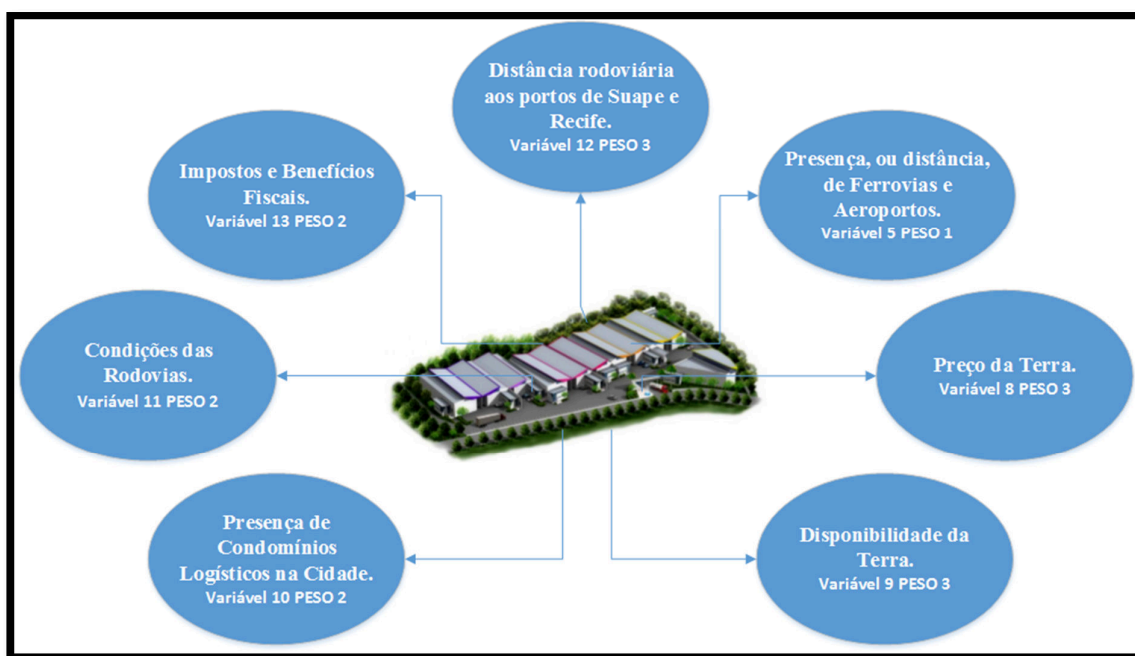 Distância rodoviária
aos portos de Suape e
Recife.
Variável 12 PESO 3
Impostos e Benefícios
Fiscais.
Variável 13 PESO 2
Presença, ou distância,
de Ferrovias e
Aeroportos.
Variável 5 PESO 1
Condições das
Rodovias.
Variável 11 PESO 2
Preço da Terra.
Variável 8 PESO 3
Presença de
Condomínios
Logísticos na Cidade.
Variável 10 PESO 2
Disponibilidade da
Terra.
Variável 9 PESO 3